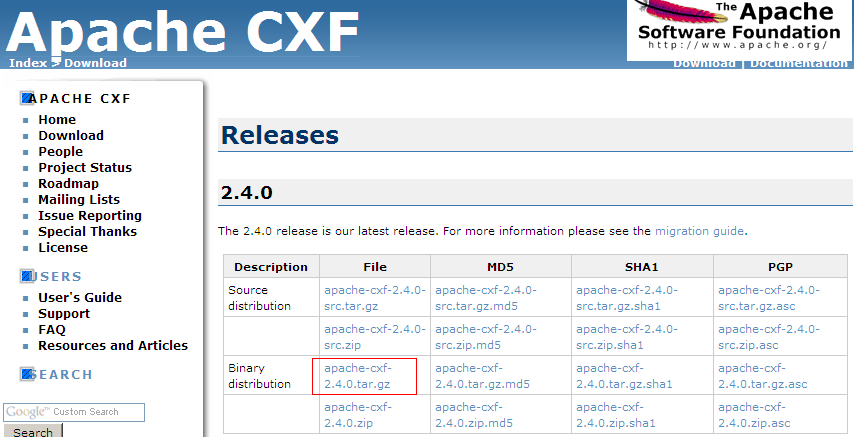 Apache CXF
The Apache
Software Foundation
http://www.apache.org/
Index > Download
Download | Documentation
APACHE CXF
Home
Download
People
Project Status
Roadmap
Mailing Lists
Issue Reporting
Special Thanks
License
USERS
User's Guide
Support
FAQ
Resources and Articles
SEARCH
Google™ Custom Search
Search
Releases
2.4.0
The 2.4.0 release is our latest release. For more information please see the migration guide.
Description File MD5 SHA1 PGP
Source apache-cxf-2.4.0- apache-cxf-2.4.0- apache-cxf-2.4.0- apache-cxf-2.4.0-
distribution src.tar.gz src.tar.gz.md5 src.tar.gz.sha1 src.tar.gz.asc
apache-cxf-2.4.0- apache-cxf-2.4.0- apache-cxf-2.4.0- apache-cxf-2.4.0-
src.zip src.zip.md5 src.zip.sha1 src.zip.asc
Binary apache-cxf- apache-cxf- apache-cxf- apache-cxf-
distribution 2.4.0.tar.gz 2.4.0.tar.gz.md5 2.4.0.tar.gz.sha1 2.4.0.tar.gz.asc
apache-cxf- apache-cxf- apache-cxf- apache-cxf-
2.4.0.zip 2.4.0.zip.md5 2.4.0.zip.sha1 2.4.0.zip.asc